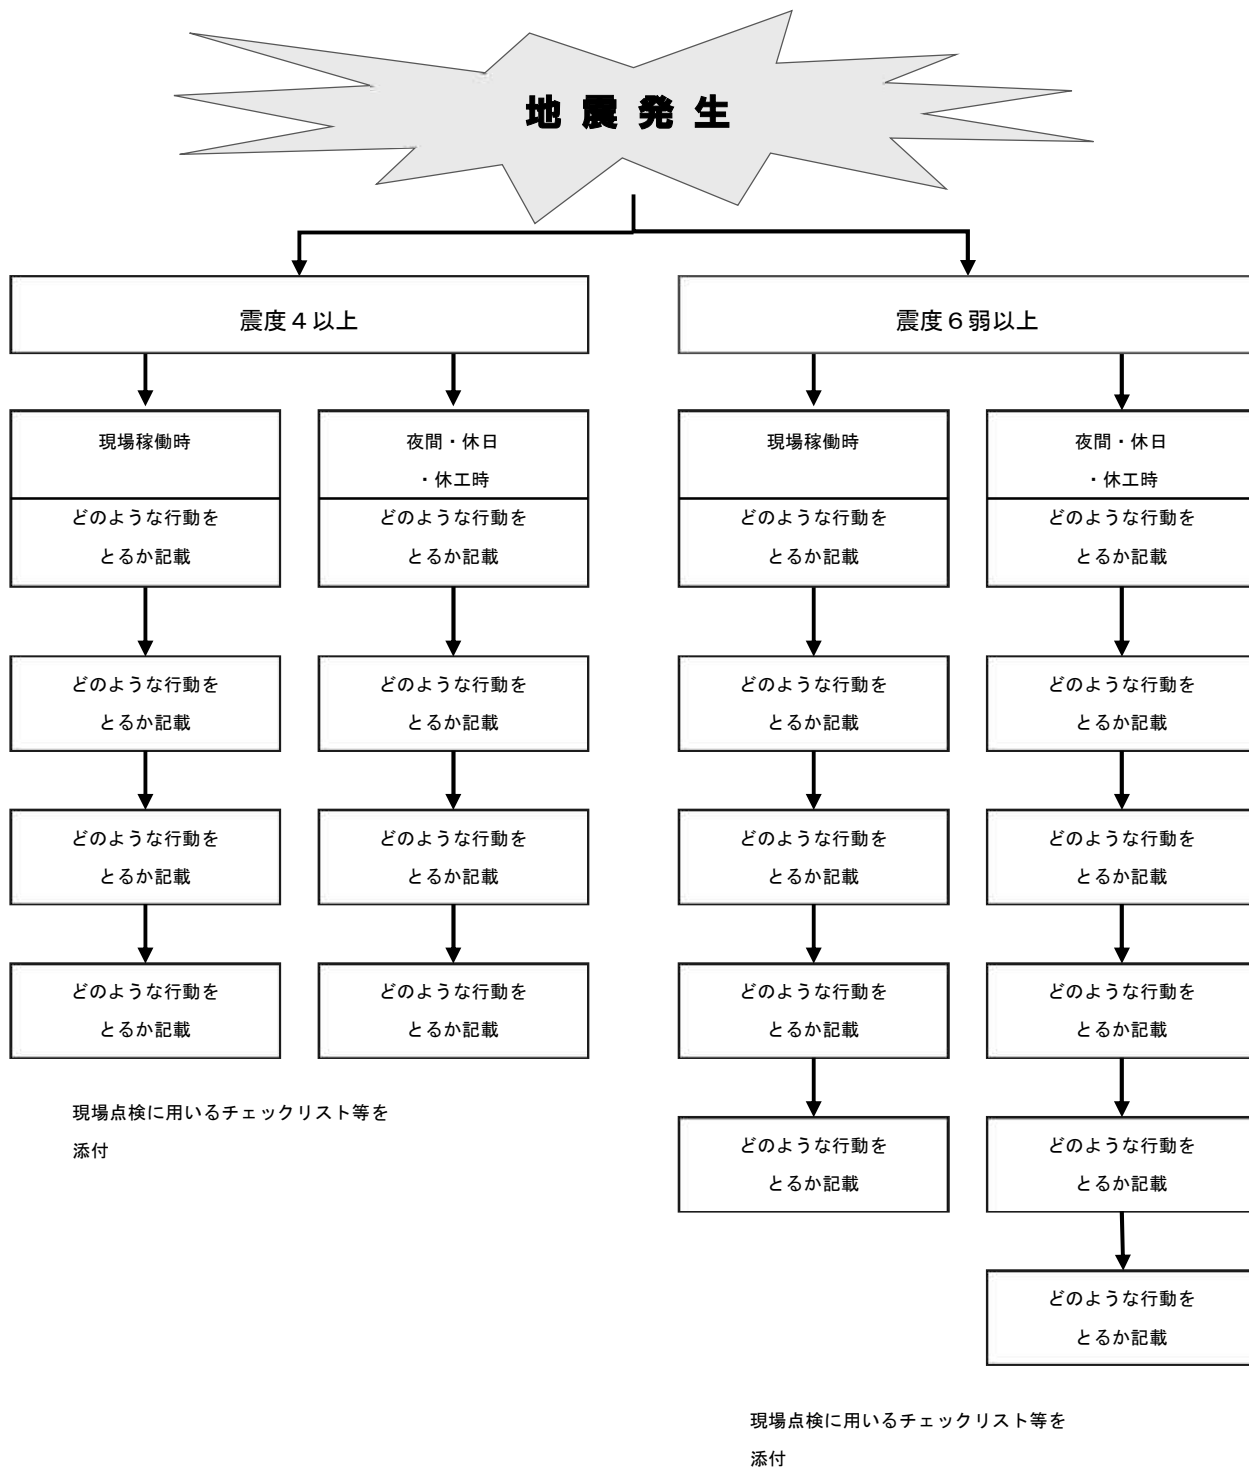 地震発生
震度４以上
現場稼働時
どのような行動を
とるか記載
どのような行動を
とるか記載
どのような行動を
とるか記載
どのような行動を
とるか記載
夜間・休日
・休工時
どのような行動を
とるか記載
どのような行動を
とるか記載
どのような行動を
とるか記載
どのような行動を
とるか記載
現場点検に用いるチェックリスト等を
添付
震度６弱以上
現場稼働時
どのような行動を
とるか記載
どのような行動を
とるか記載
どのような行動を
とるか記載
どのような行動を
とるか記載
どのような行動を
とるか記載
夜間・休日
・休工時
どのような行動を
とるか記載
どのような行動を
とるか記載
どのような行動を
とるか記載
どのような行動を
とるか記載
どのような行動を
とるか記載
どのような行動を
とるか記載
現場点検に用いるチェックリスト等を
添付